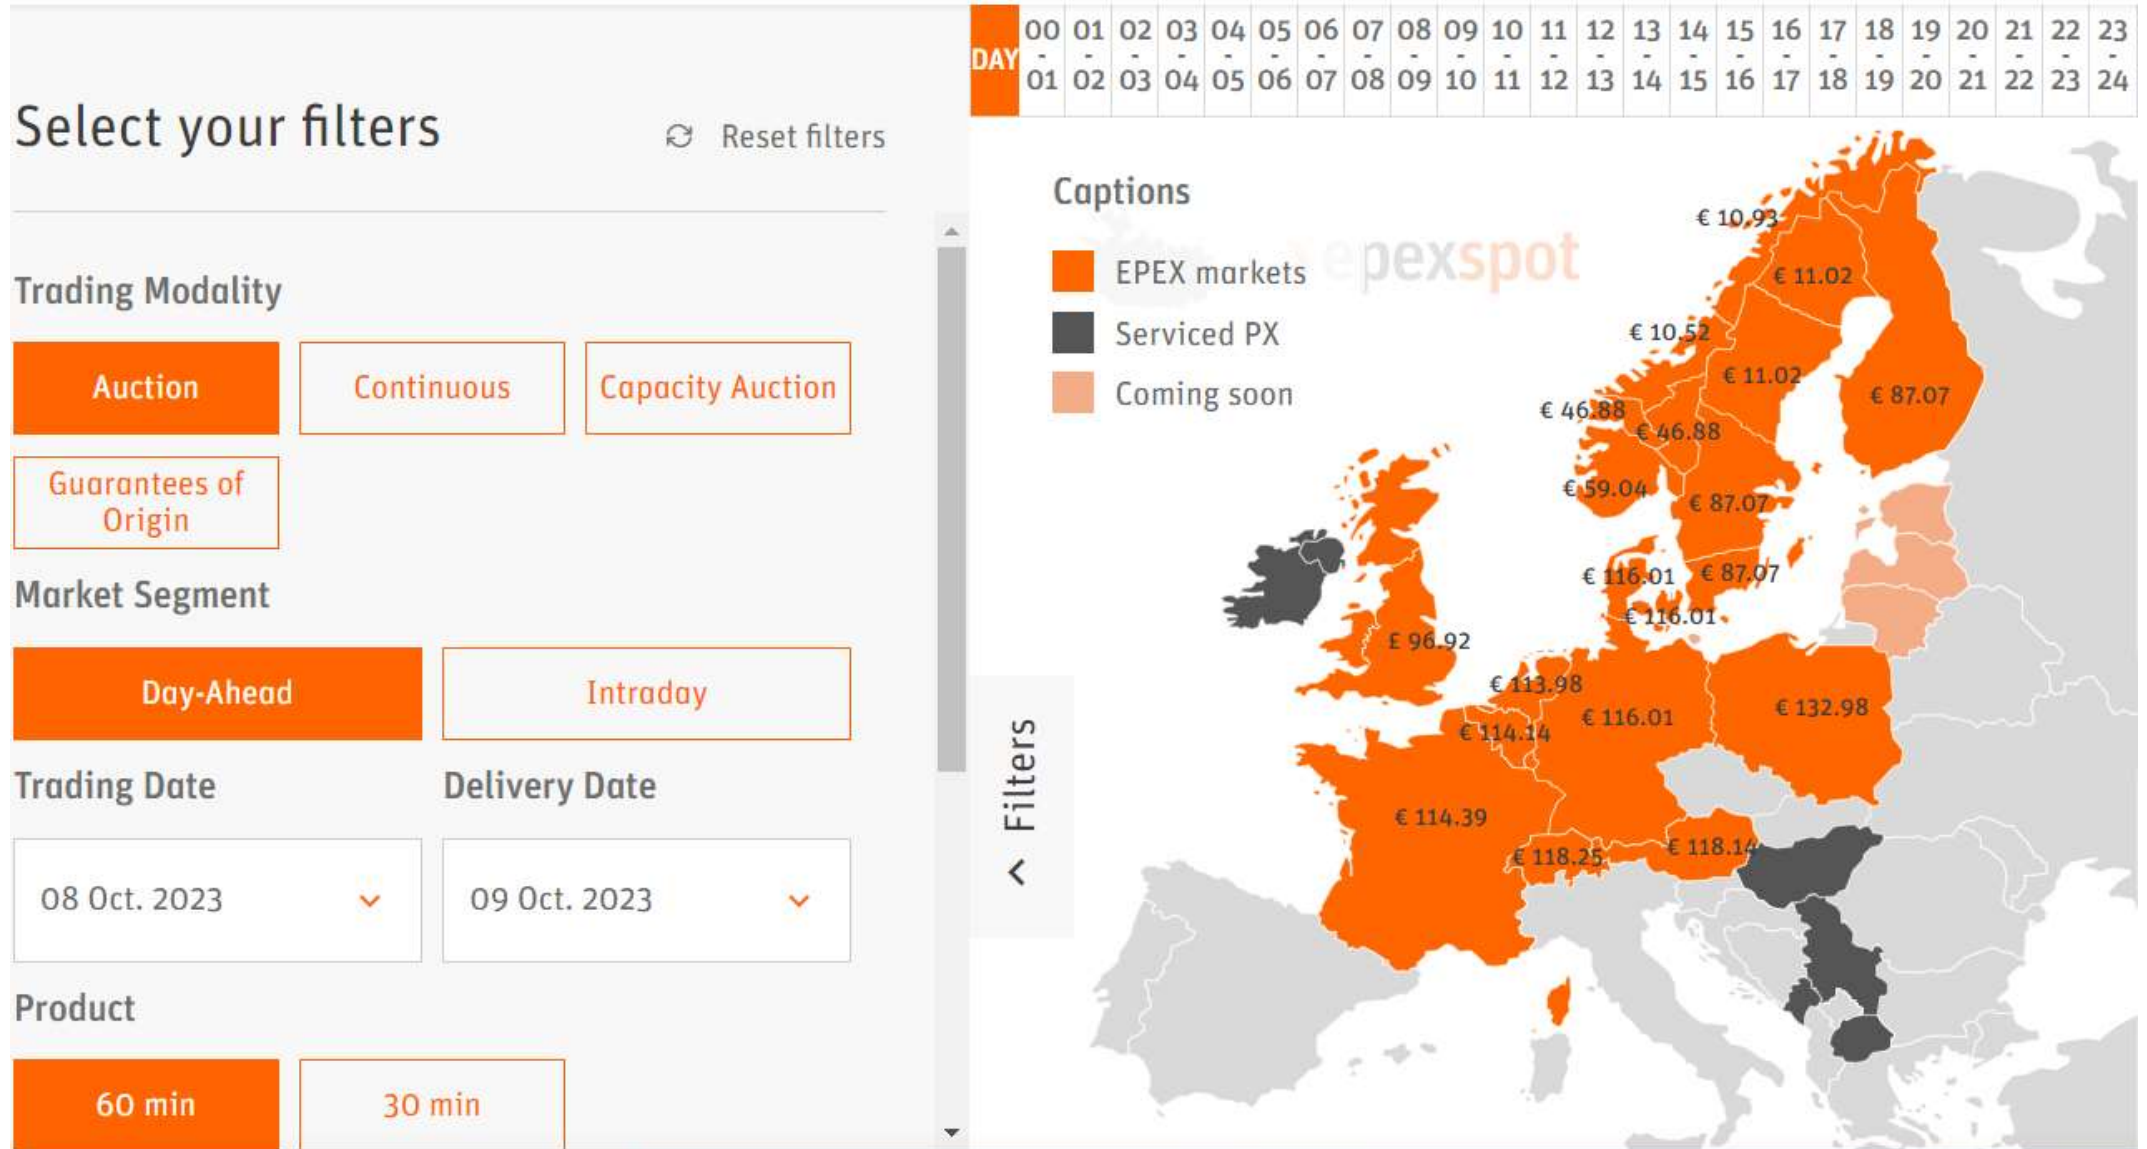 Select your filters
Reset filters
Trading Modality
Auction
Continuous
Capacity Auction
Guarantees of
Origin
Market Segment
Day-Ahead
Intraday
Trading Date
Delivery Date
08 Oct. 2023
09 Oct. 2023
Product
60 min
30 min
DAY
00 01 02 03 04 05 06 07 08 09 10 11 12 13 14 15 16 17 18 19 20 21 22 23
- - - - - - - - - - - - - - - - - - - - - - - -
01 02 03 04 05 06 07 08 09 10 11 12 13 14 15 16 17 18 19 20 21 22 23 24
Captions
EPEX markets
Serviced PX
Coming soon
epexspot
Filters
€ 10.93
€ 11.02
€ 10.52
€ 11.02
€ 87.07
€ 46.88
€ 46.88
€ 59.04
€ 87.07
€ 116.01
€ 87.07
€ 116.01
£ 96.92
€ 113.98
€ 116.01
€ 132.98
€ 114.14
€ 114.39
€ 118.25
€ 118.14